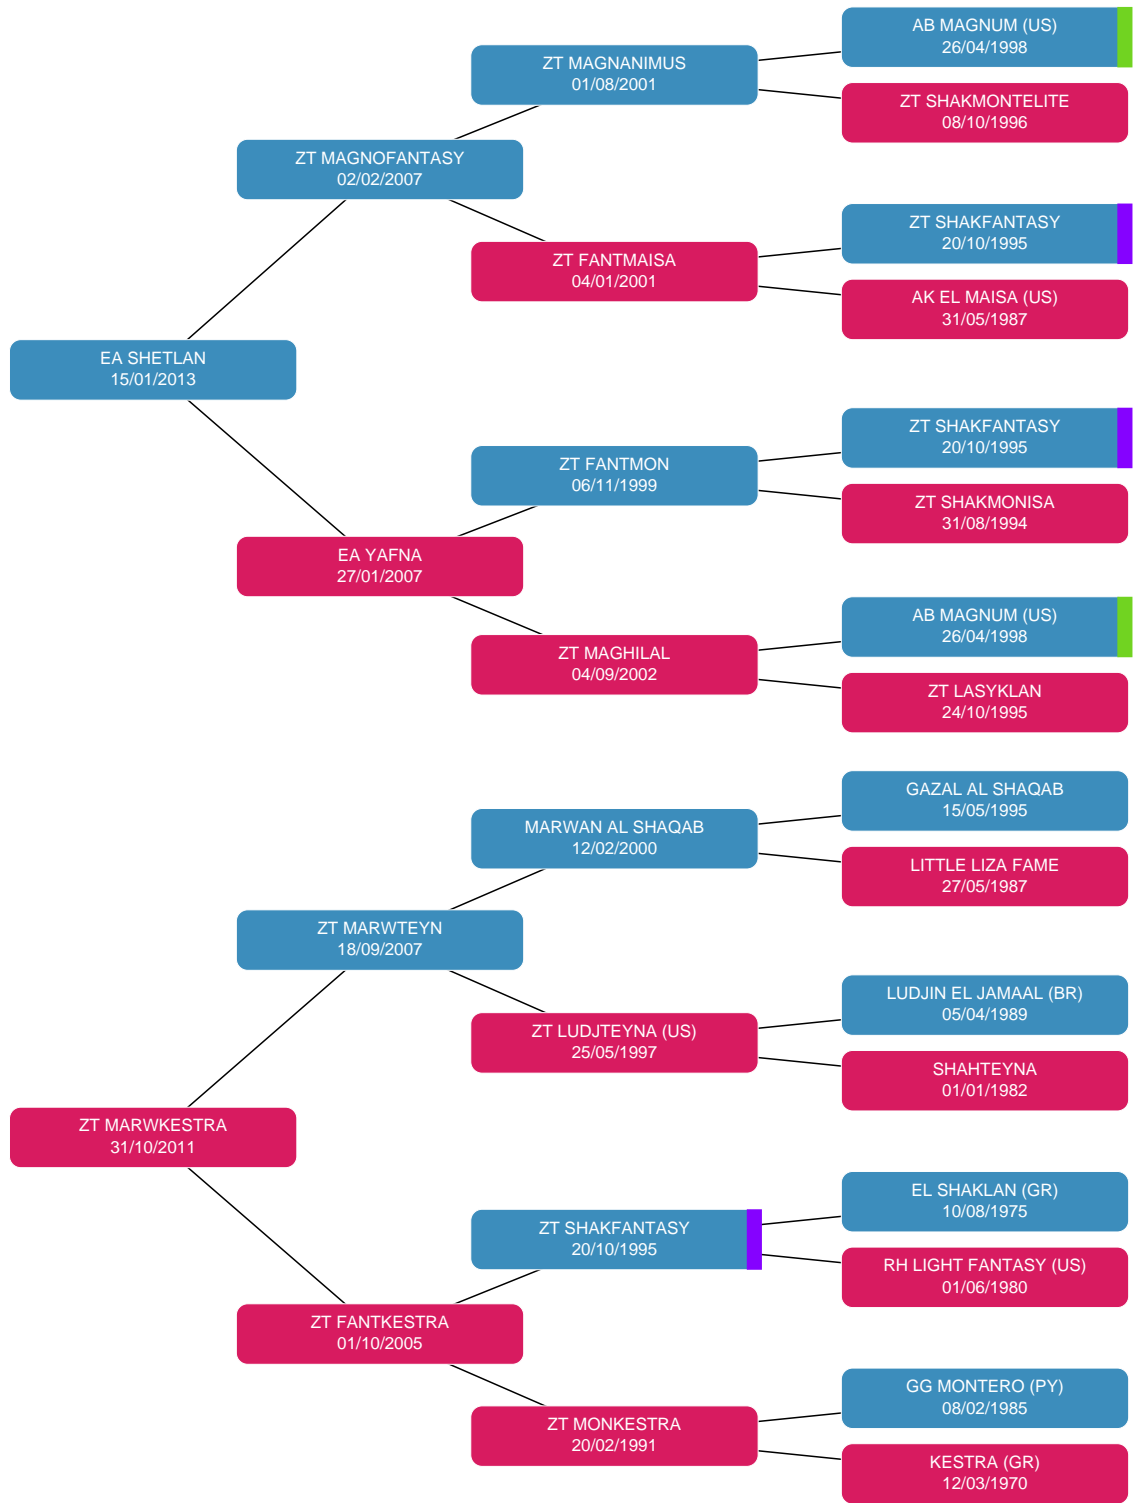 AB MAGNUM (US)
26/04/1998
ZT MAGNANIMUS
01/08/2001
ZT SHAKMONTELITE
08/10/1996
ZT MAGNOFANTASY
02/02/2007
ZT SHAKFANTASY
20/10/1995
ZT FANTMAISA
04/01/2001
AK EL MAISA (US)
31/05/1987
EA SHETLAN
15/01/2013
ZT SHAKFANTASY
20/10/1995
ZT FANTMON
06/11/1999
ZT SHAKMONISA
31/08/1994
EA YAFNA
27/01/2007
AB MAGNUM (US)
26/04/1998
ZT MAGHILAL
04/09/2002
ZT LASYKLAN
24/10/1995
GAZAL AL SHAQAB
15/05/1995
MARWAN AL SHAQAB
12/02/2000
LITTLE LIZA FAME
27/05/1987
ZT MARWTEYN
18/09/2007
LUDJIN EL JAMAAL (BR)
05/04/1989
ZT LUDJTEYNA (US)
25/05/1997
SHAHTEYNA
01/01/1982
ZT MARWKESTRA
31/10/2011
EL SHAKLAN (GR)
10/08/1975
ZT SHAKFANTASY
20/10/1995
RH LIGHT FANTASY (US)
01/06/1980
ZT FANTKESTRA
01/10/2005
GG MONTERO (PY)
08/02/1985
ZT MONKESTRA
20/02/1991
KESTRA (GR)
12/03/1970